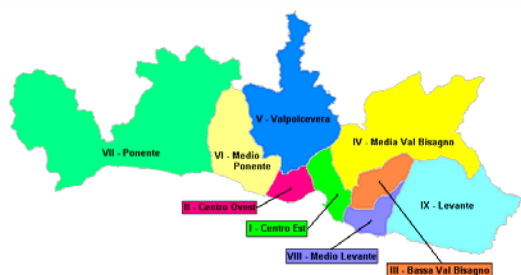 V - Valpolcevera
IV - Media Val Bisagno
VII - Ponente
VI - Medio
Ponente
II - Centro Ovest
IX - Levante
I - Centro Est
VIII - Medio Levante
III - Bassa Val Bisagno